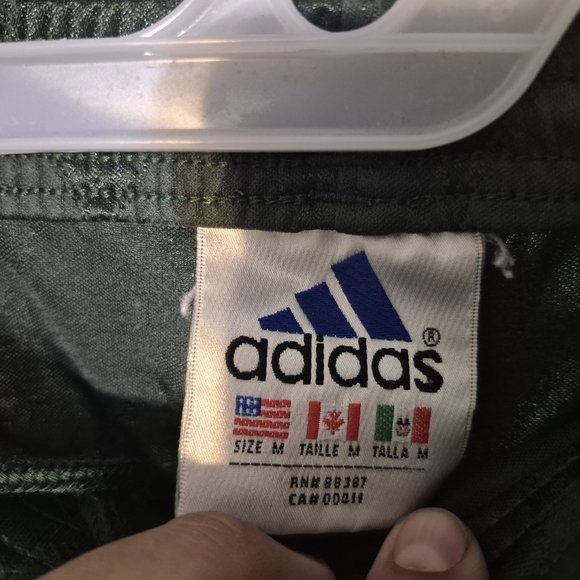 adidas®
SIZE M TAILLE M TALLA M
RN# 88387
CA# 00411